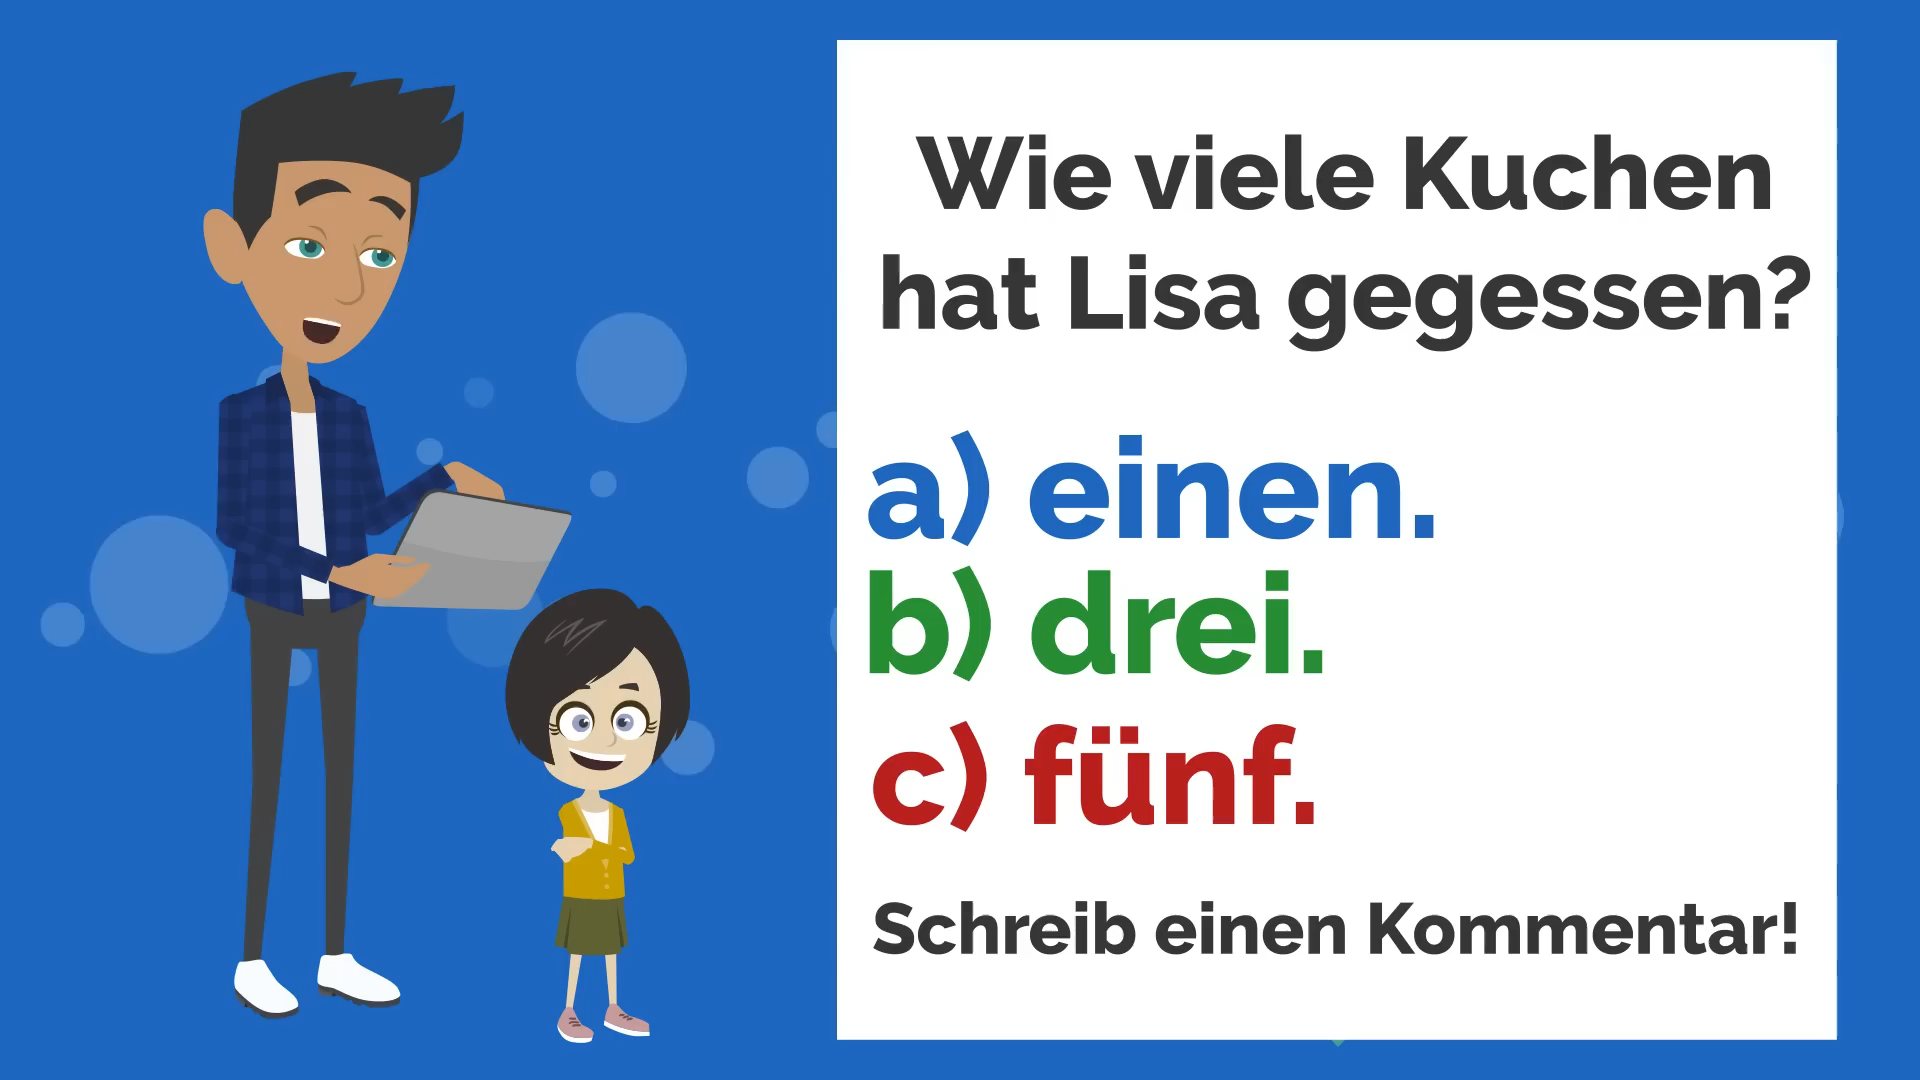 Wie viele Kuchen
hat Lisa gegessen?
a) einen.
b) drei.
c) fünf.
Schreib einen Kommentar!